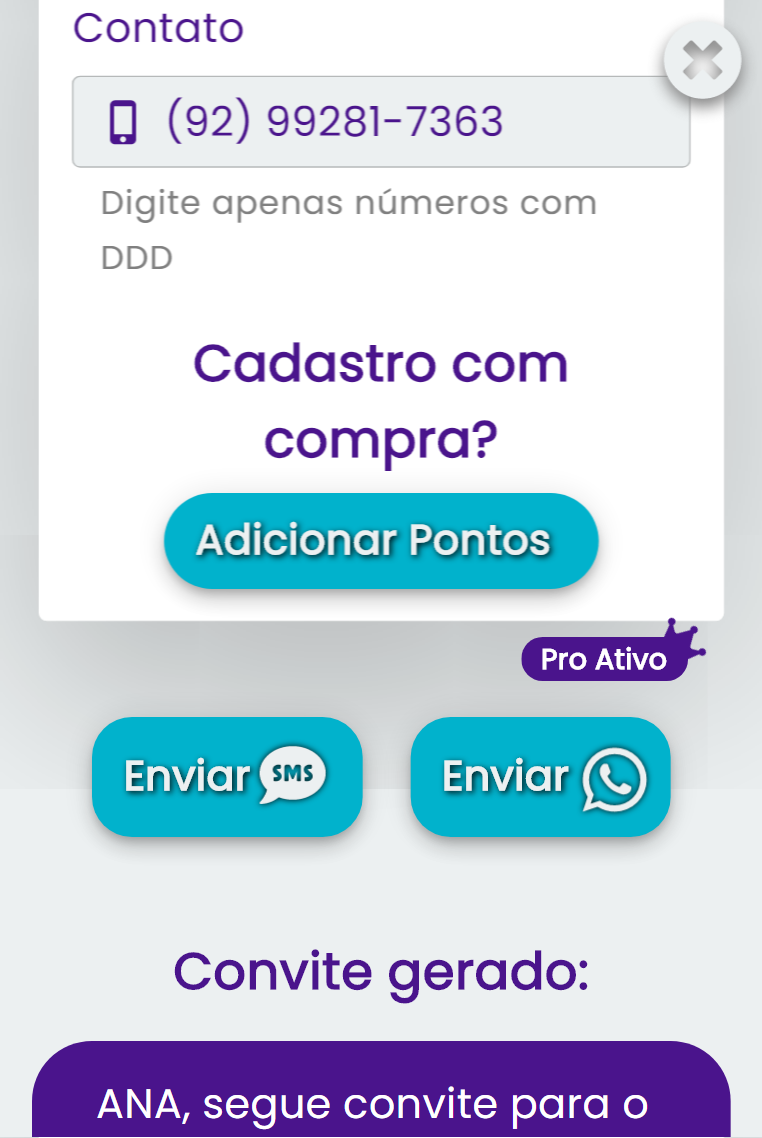 Contato
(92) 99281-7363
Digite apenas números com
DDD
Cadastro com
compra?
Adicionar Pontos
Pro Ativo
Enviar SMS
Enviar
Convite gerado:
ANA, segue convite para o